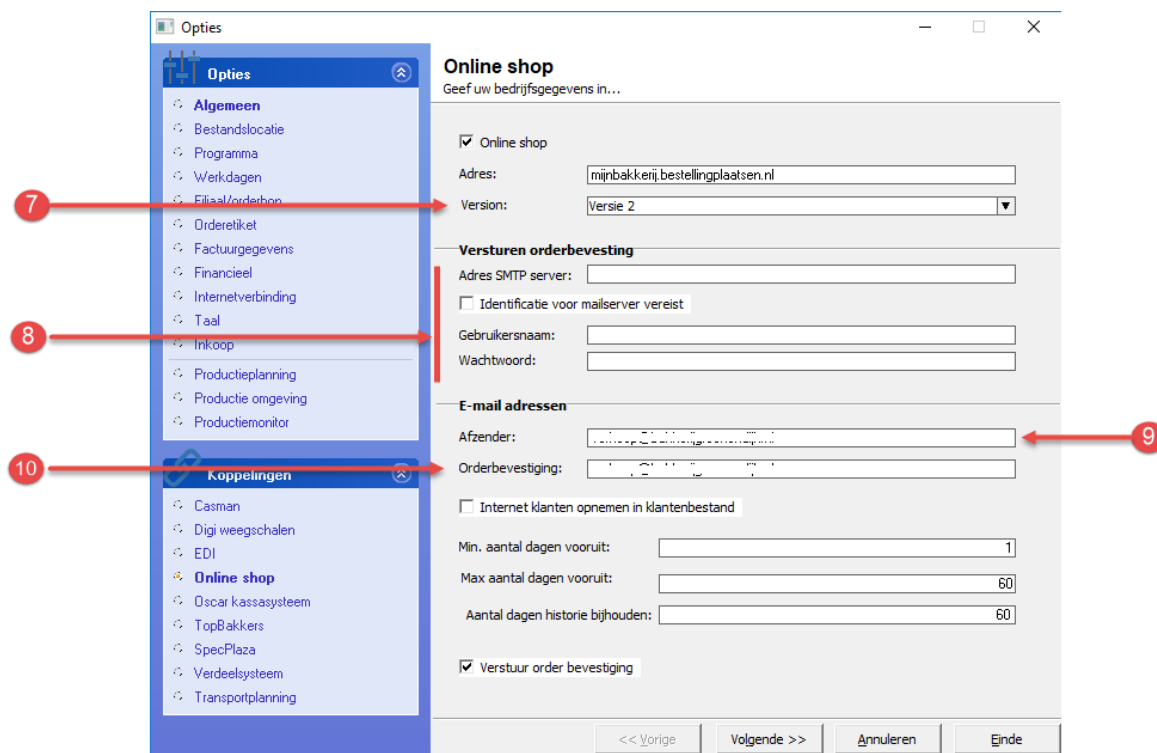 Opties
Opties
Algemeen
Bestandslocatie
Programma
Werkdagen
Filiaal/orderbon
Orderetiket
Factuurgegevens
Financieel
Internetverbinding
Taal
Inkoop
Productieplanning
Productie omgeving
Productiemonitor
Koppelingen
Casman
Digi weegschalen
EDI
Online shop
Oscar kassasysteem
TopBakkers
SpecPlaza
Verdeelsysteem
Transportplanning
7
8
10
Online shop
Geef uw bedrijfsgegevens in...
Online shop
Adres: mijnbakkerij.bestellingplaatsen.nl
Version: Versie 2
Versturen orderbevesting
Adres SMTP server:
Identificatie voor mailserver vereist
Gebruikersnaam:
Wachtwoord:
E-mail adressen
Afzender:
9
Orderbevestiging:
Internet klanten opnemen in klantenbestand
Min. aantal dagen vooruit: 1
Max aantal dagen vooruit: 60
Aantal dagen historie bijhouden: 60
Verstuur order bevestiging
<< Vorige Volgende >> Annuleren Einde